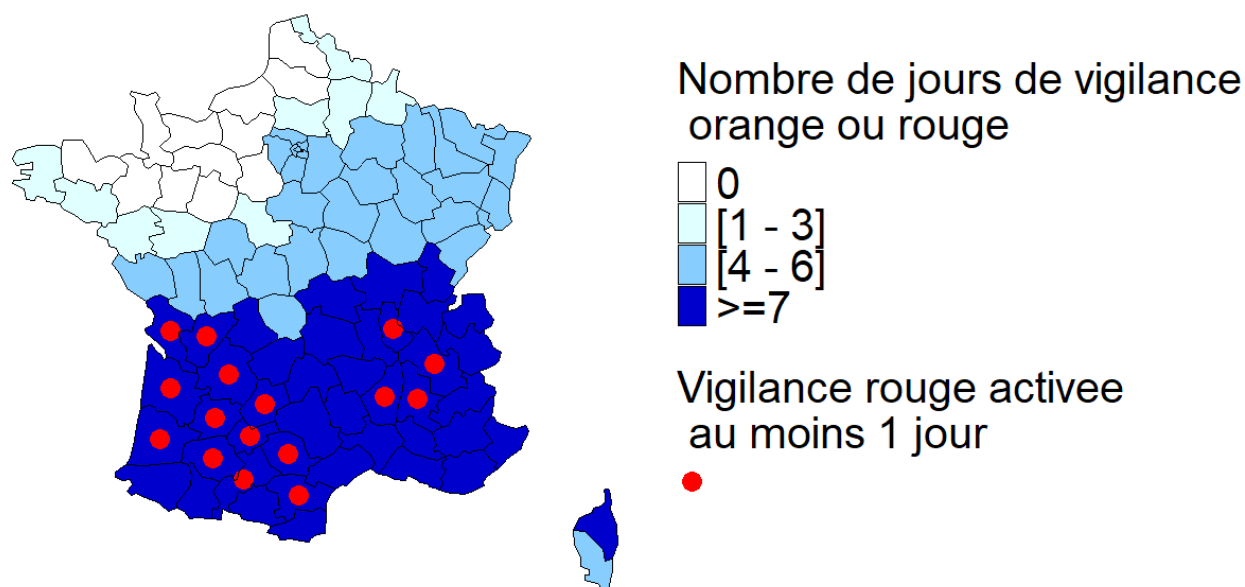 Nombre de jours de vigilance
orange ou rouge
0
[1 - 3]
[4 - 6]
>=7
Vigilance rouge activee
au moins 1 jour